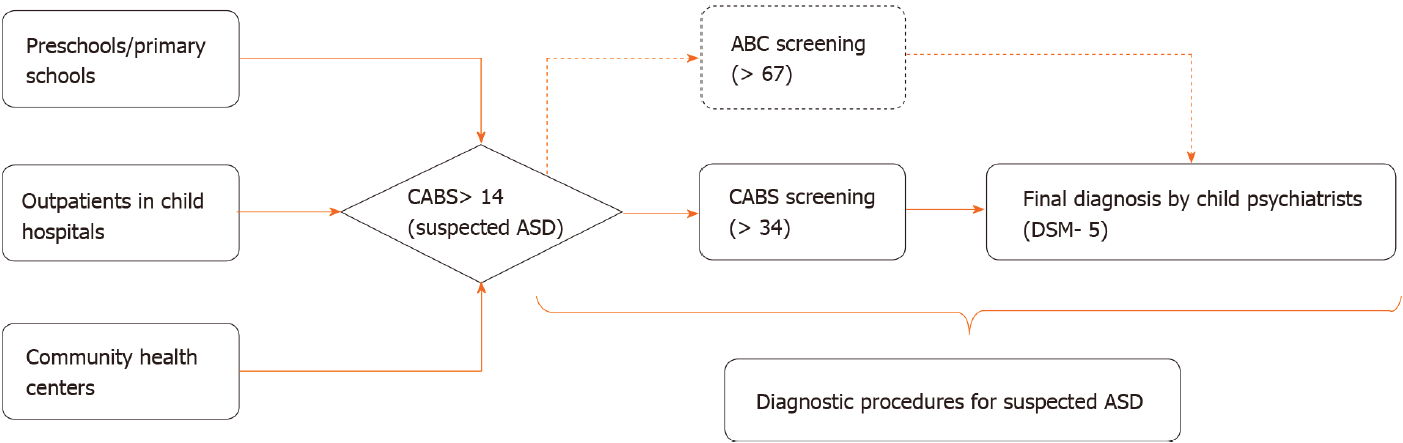 Preschools/primary
schools
Outpatients in child
hospitals
Community health
centers
CABS> 14
(suspected ASD)
ABC screening
(> 67)
CABS screening
(> 34)
Final diagnosis by child psychiatrists
(DSM- 5)
Diagnostic procedures for suspected ASD